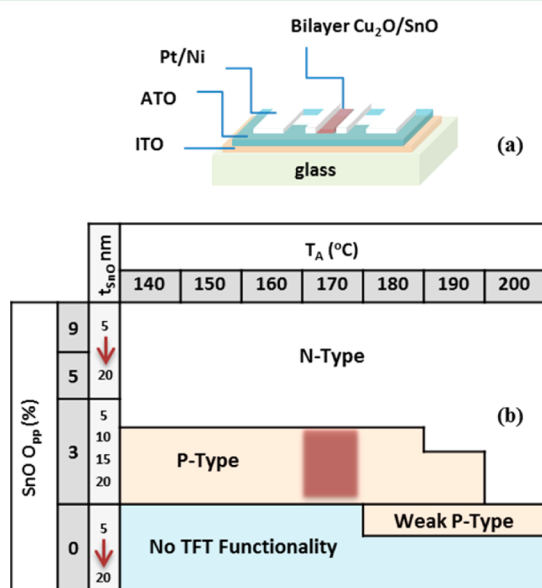 Bilayer Cu₂O/SnO
Pt/Ni
ATO
ITO
glass
(a)
t_SnO nm
T_A (°C)
140 150 160 170 180 190 200
SnO O_PP (%)
9
5
3
0
5
20
5
10
15
20
5
20
N-Type
(b)
P-Type
Weak P-Type
No TFT Functionality